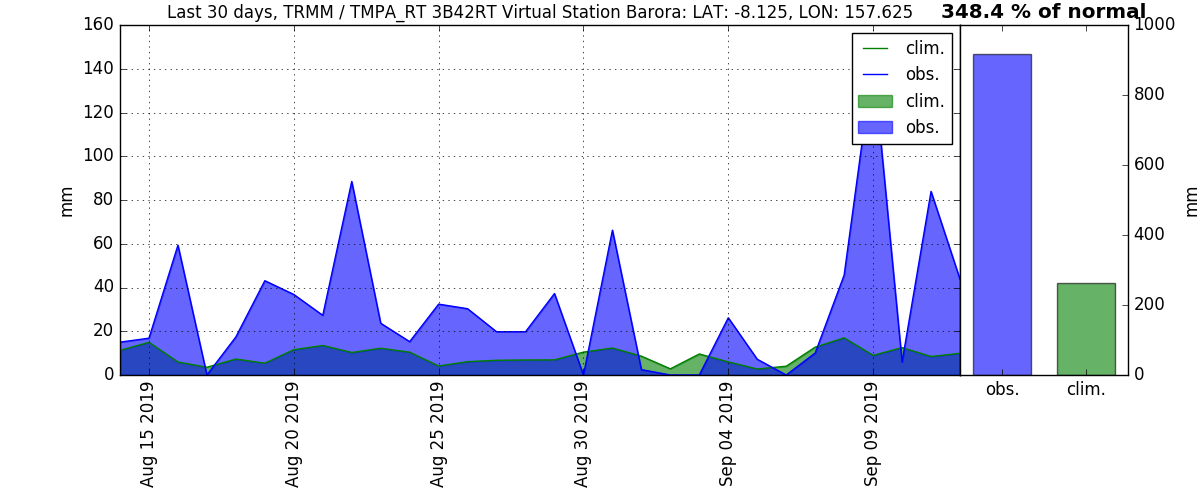 Last 30 days, TRMM / TMPA_RT 3B42RT Virtual Station Barora: LAT: -8.125, LON: 157.625
348.4 % of normal
160
140
120
100
80
60
40
20
0
mm
clim.
obs.
clim.
obs.
1000
800
600
400
200
0
mm
obs.
clim.
Aug 15 2019
Aug 20 2019
Aug 25 2019
Aug 30 2019
Sep 04 2019
Sep 09 2019